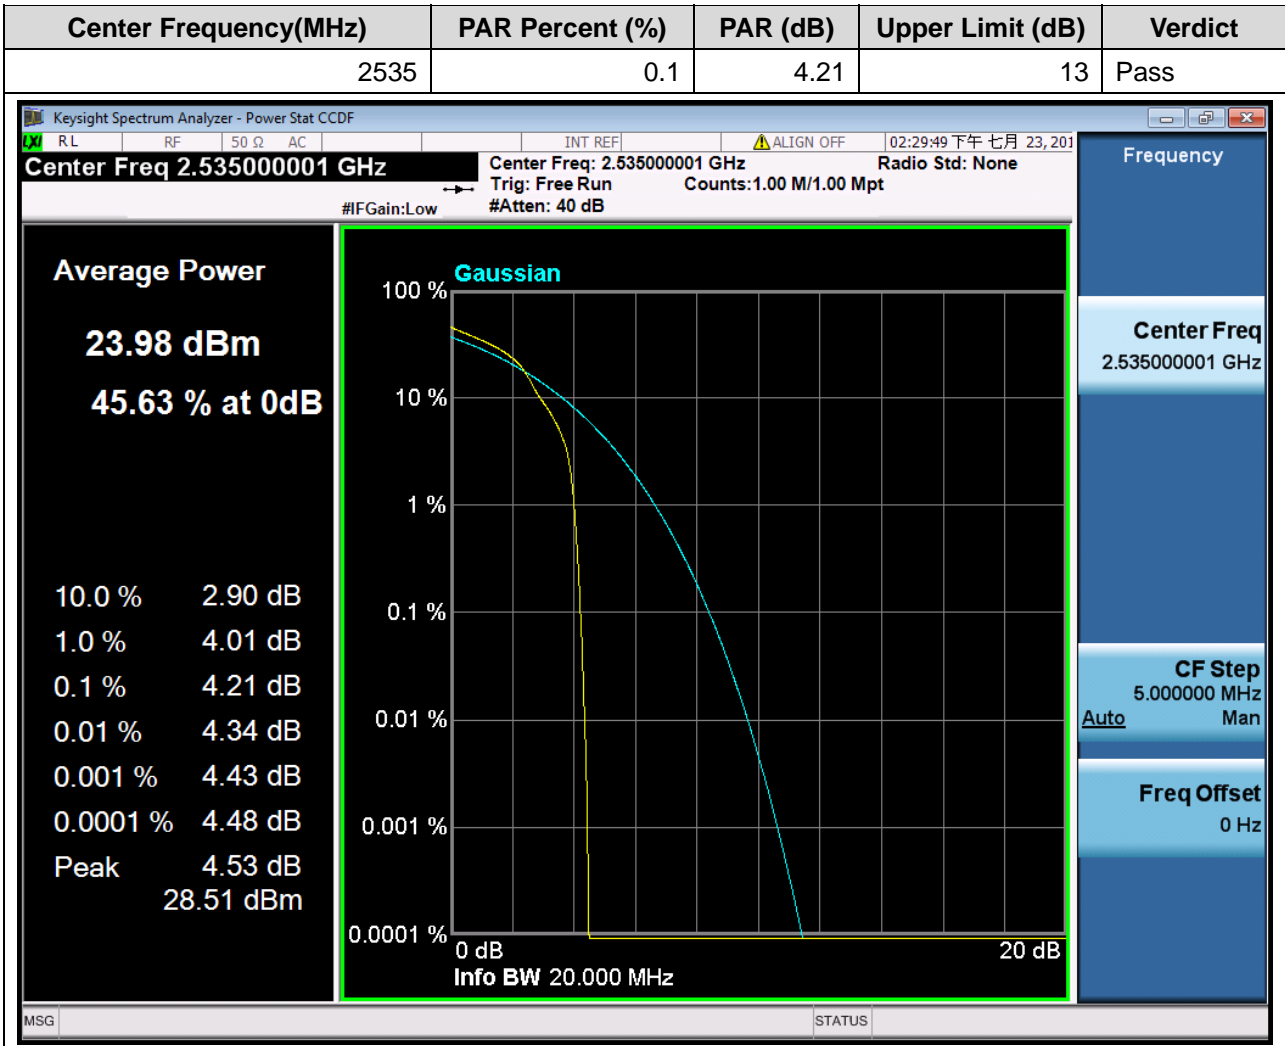 Center Frequency(MHz) PAR Percent (%) PAR (dB) Upper Limit (dB) Verdict
2535 0.1 4.21 13 Pass
Keysight Spectrum Analyzer - Power Stat CCDF
LXI RL RF 50 Ω AC INT REF ALIGN OFF 02:29:49 下午 七月 23, 201
Center Freq 2.535000001 GHz
Center Freq: 2.535000001 GHz Radio Std: None
Trig: Free Run Counts:1.00 M/1.00 Mpt
#IFGain:Low #Atten: 40 dB
Average Power
23.98 dBm
45.63 % at 0dB
10.0 % 2.90 dB
1.0 % 4.01 dB
0.1 % 4.21 dB
0.01 % 4.34 dB
0.001 % 4.43 dB
0.0001 % 4.48 dB
Peak 4.53 dB
28.51 dBm
Gaussian
100 %
10 %
1 %
0.1 %
0.01 %
0.001 %
0.0001 %
0 dB 20 dB
Info BW 20.000 MHz
Frequency
Center Freq
2.535000001 GHz
CF Step
5.000000 MHz
Auto Man
Freq Offset
0 Hz
MSG STATUS